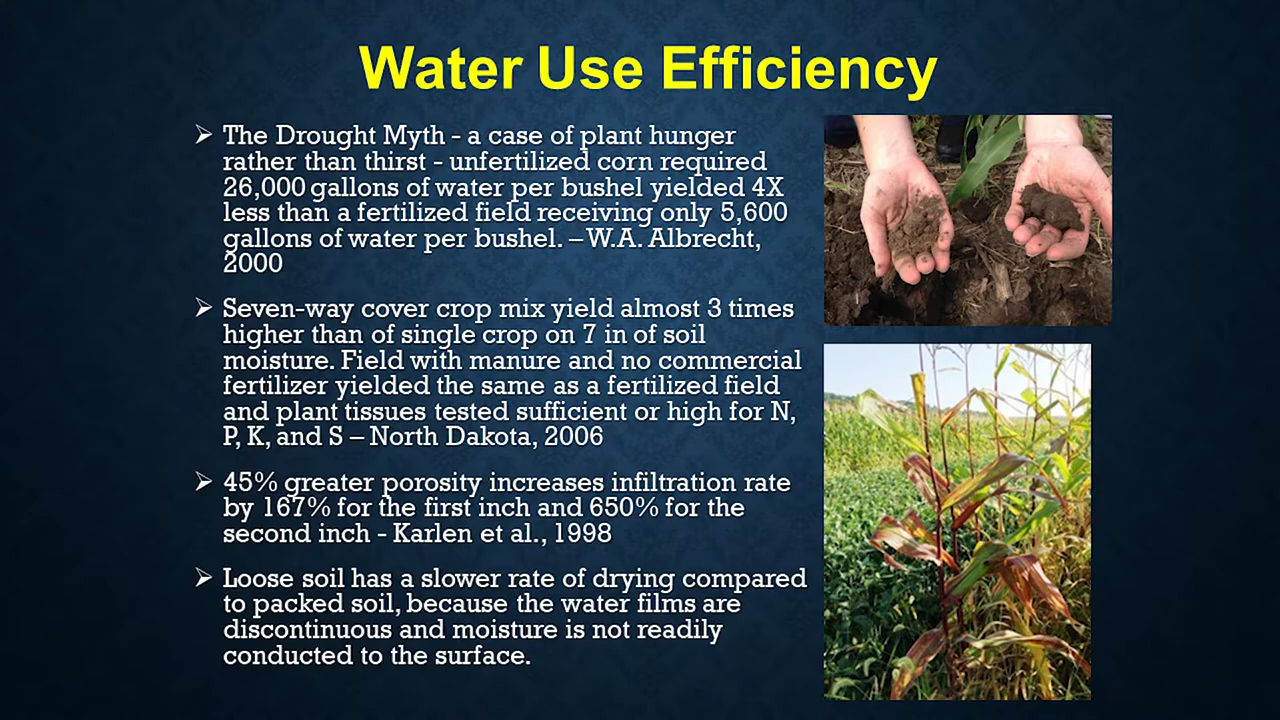 Water Use Efficiency
The Drought Myth - a case of plant hunger
rather than thirst - unfertilized corn required
26,000 gallons of water per bushel yielded 4X
less than a fertilized field receiving only 5,600
gallons of water per bushel. – W.A. Albrecht,
2000
Seven-way cover crop mix yield almost 3 times
higher than of single crop on 7 in of soil
moisture. Field with manure and no commercial
fertilizer yielded the same as a fertilized field
and plant tissues tested sufficient or high for N,
P, K, and S – North Dakota, 2006
45% greater porosity increases infiltration rate
by 167% for the first inch and 650% for the
second inch - Karlen et al., 1998
Loose soil has a slower rate of drying compared
to packed soil, because the water films are
discontinuous and moisture is not readily
conducted to the surface.